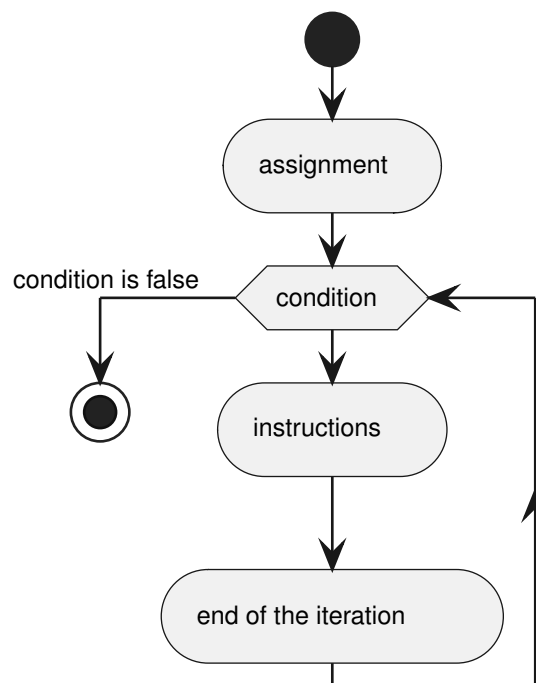 assignment
condition is false
condition
instructions
end of the iteration